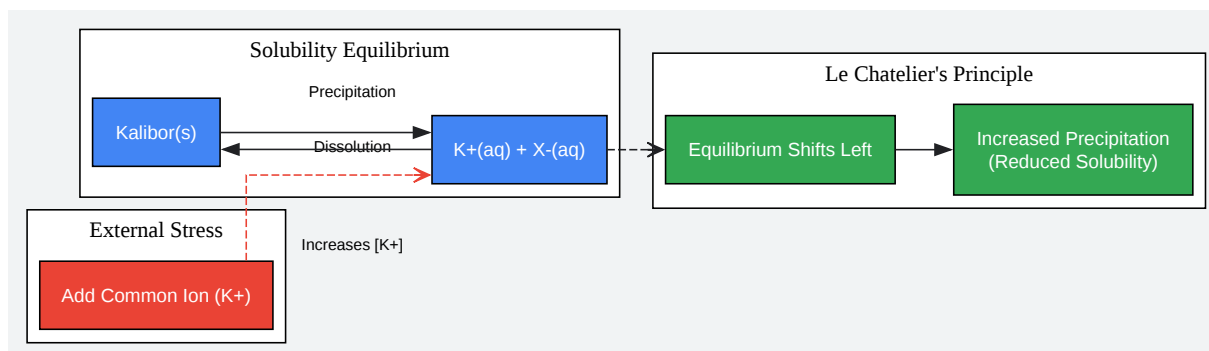 Solubility Equilibrium
Precipitation
Kalibor(s)
Dissolution
K+(aq) + X-(aq)
Le Chatelier's Principle
Equilibrium Shifts Left
Increased Precipitation
(Reduced Solubility)
External Stress
Increases [K+]
Add Common Ion (K+)